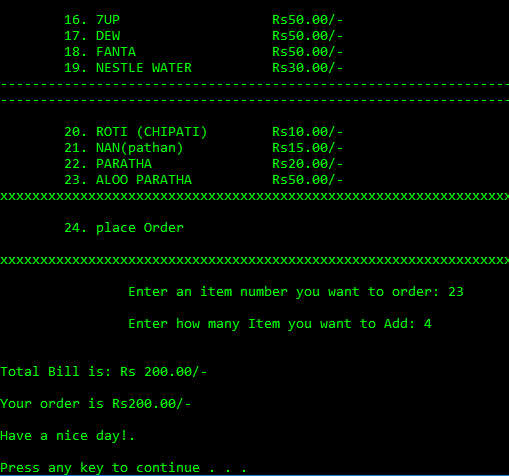 16. 7UP Rs50.00/-
17. DEW Rs50.00/-
18. FANTA Rs50.00/-
19. NESTLE WATER Rs30.00/-
----------------------------------------------------------------
----------------------------------------------------------------
20. ROTI (CHIPATI) Rs10.00/-
21. NAN(pathan) Rs15.00/-
22. PARATHA Rs20.00/-
23. ALOO PARATHA Rs50.00/-
xxxxxxxxxxxxxxxxxxxxxxxxxxxxxxxxxxxxxxxxxxxxxxxxxxxxxxxxxxxxxxxx
24. place Order
xxxxxxxxxxxxxxxxxxxxxxxxxxxxxxxxxxxxxxxxxxxxxxxxxxxxxxxxxxxxxxxx
Enter an item number you want to order: 23
Enter how many Item you want to Add: 4
Total Bill is: Rs 200.00/-
Your order is Rs200.00/-
Have a nice day!.
Press any key to continue . . .